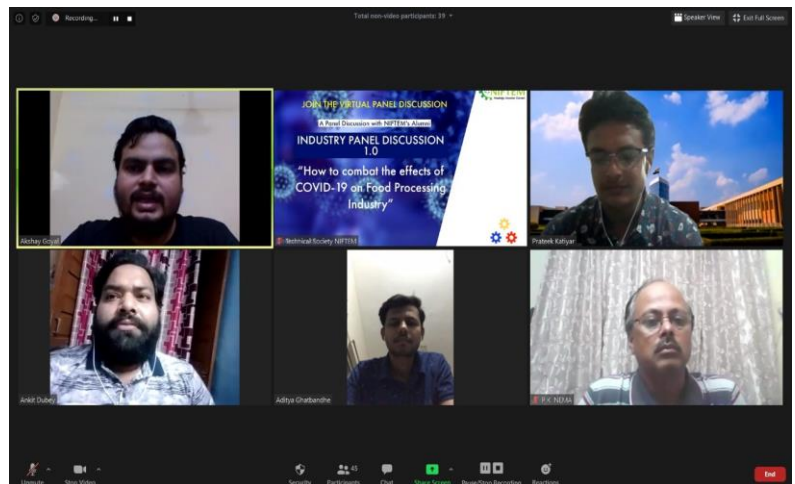 Recording...
Total non-video participants: 39
Speaker View
Exit Full Screen
Akshay Goyal
NIFTEM
JOIN THE VIRTUAL PANEL DISCUSSION
A Panel Discussion with NIFTEM's Alumni
INDUSTRY PANEL DISCUSSION
1.0
"How to combat the effects of
COVID-19 on Food Processing
Industry"
Technical Society NIFTEM
Prateek Katiyar
Ankit Dubey
Aditya Ghatbandhe
P. K. NEMA
Unmute
Stop Video
Security
45
Participants
Chat
Share Screen
Pause/Stop Recording
Reactions
End